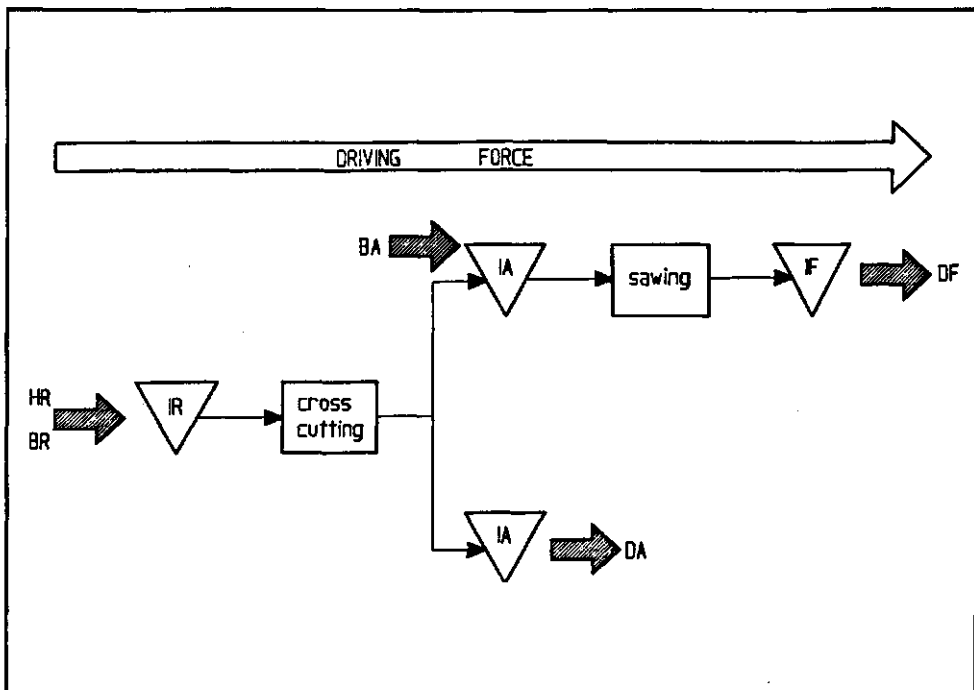 DRIVING FORCE
BA
IA
sawing
IF
DF
HR
BR
IR
cross
cutting
IA
DA